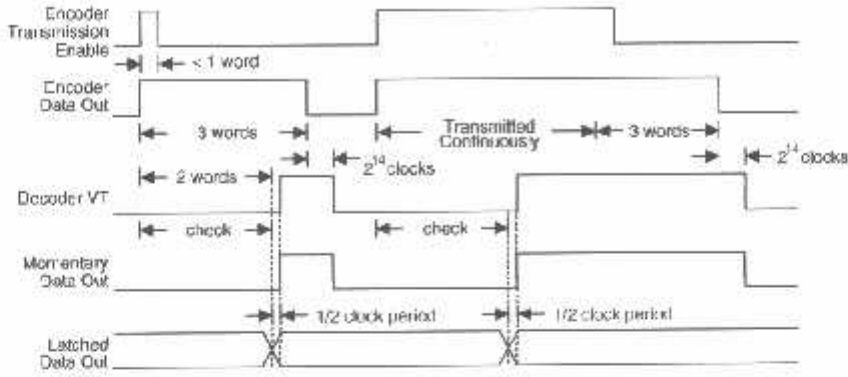 Encoder
Transmission
Enable
< 1 word
Encoder
Data Out
3 words
Transmitted
Continuously
3 words
2^14 clocks
2^14 clocks
2 words
Decoder VT
check
check
Momentary
Data Out
1/2 clock period
1/2 clock period
Latched
Data Out